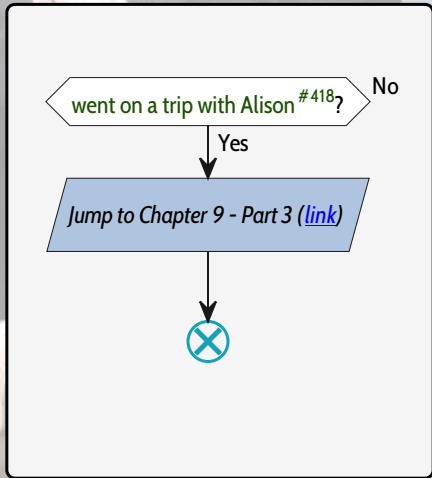 No
went on a trip with Alison #418?
Yes
Jump to Chapter 9 - Part 3 (link)